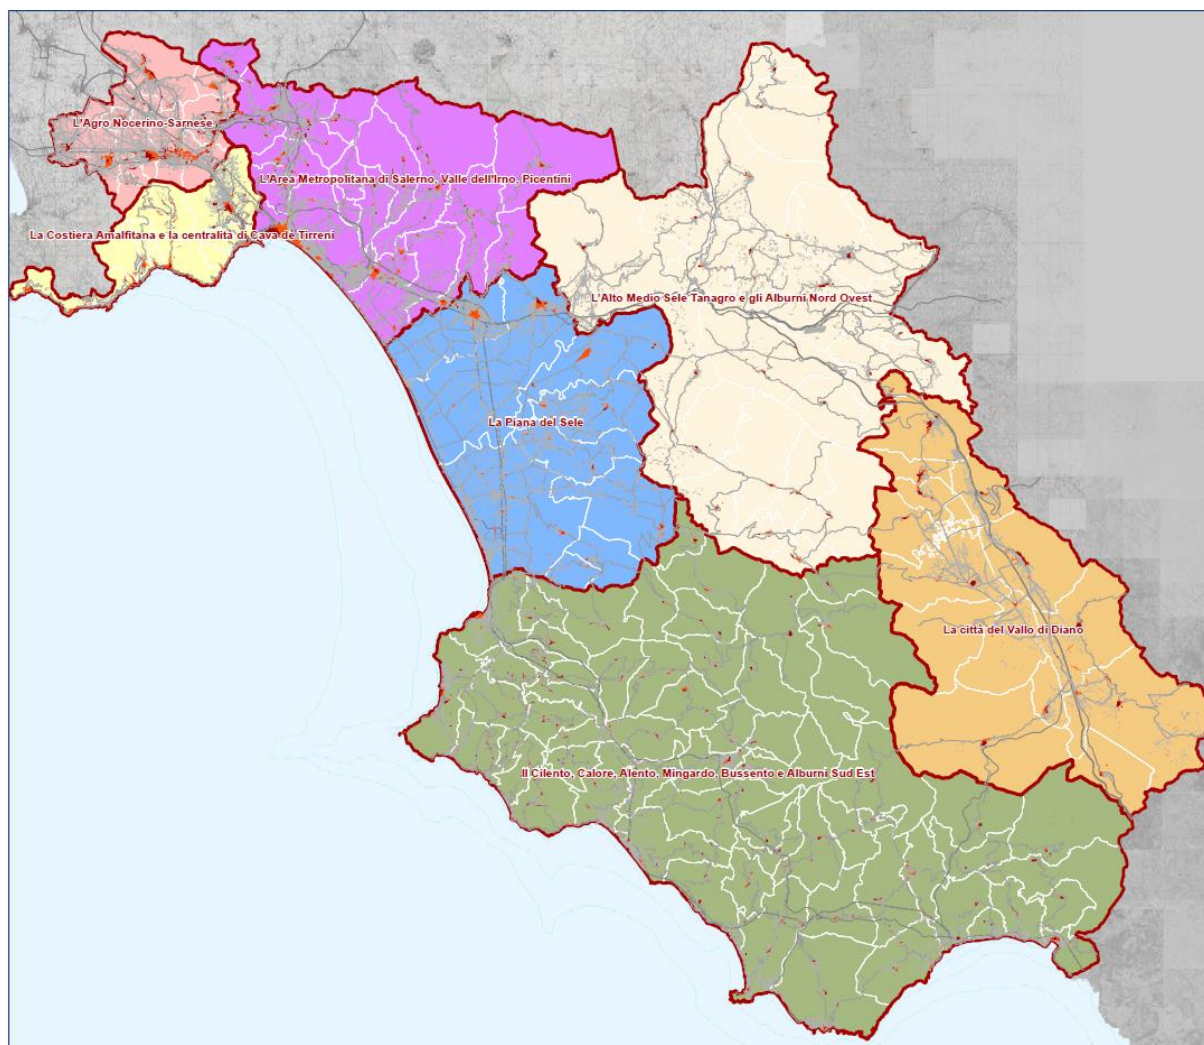 L'Agro Nocerino-Sarnese
L'Area Metropolitana di Salerno, Valle dell'Irno, Picentini
La Costiera Amalfitana e la centralità di Cava de Tirreni
L'Alto Medio Sele Tanagro e gli Alburni Nord Ovest
La Piana del Sele
La città del Vallo di Diano
Il Cilento, Calore, Alento, Mingardo, Bussento e Alburni Sud Est